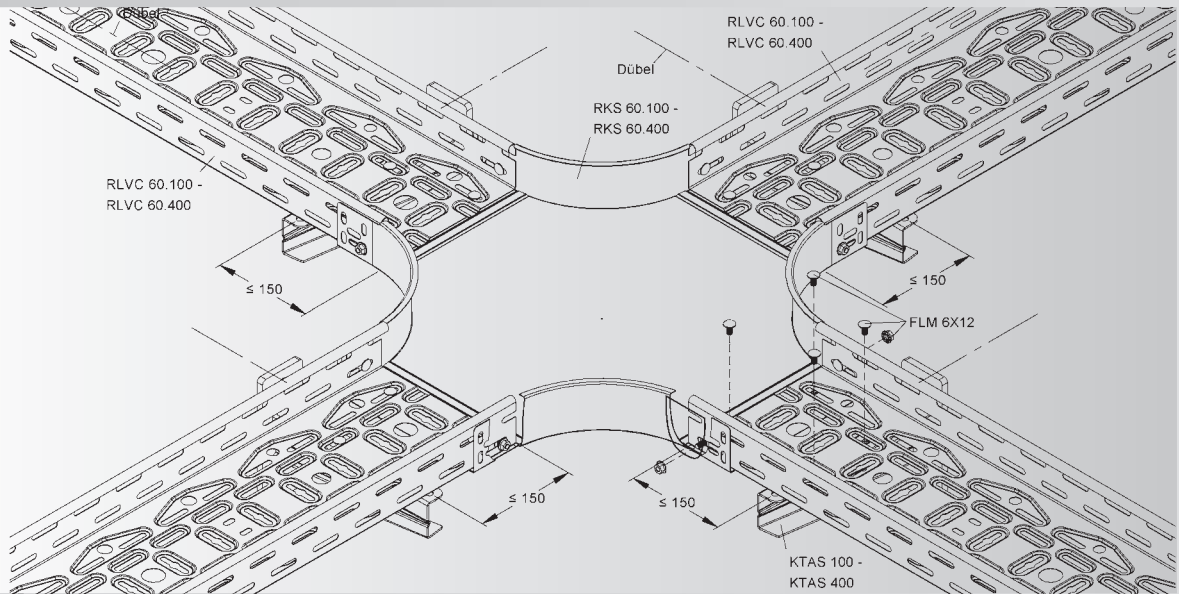 Dübel
RLVC 60.100 -
RLVC 60.400
Dübel
RKS 60.100 -
RKS 60.400
RLVC 60.100 -
RLVC 60.400
≤ 150
≤ 150
FLM 6X12
≤ 150
≤ 150
KTAS 100 -
KTAS 400